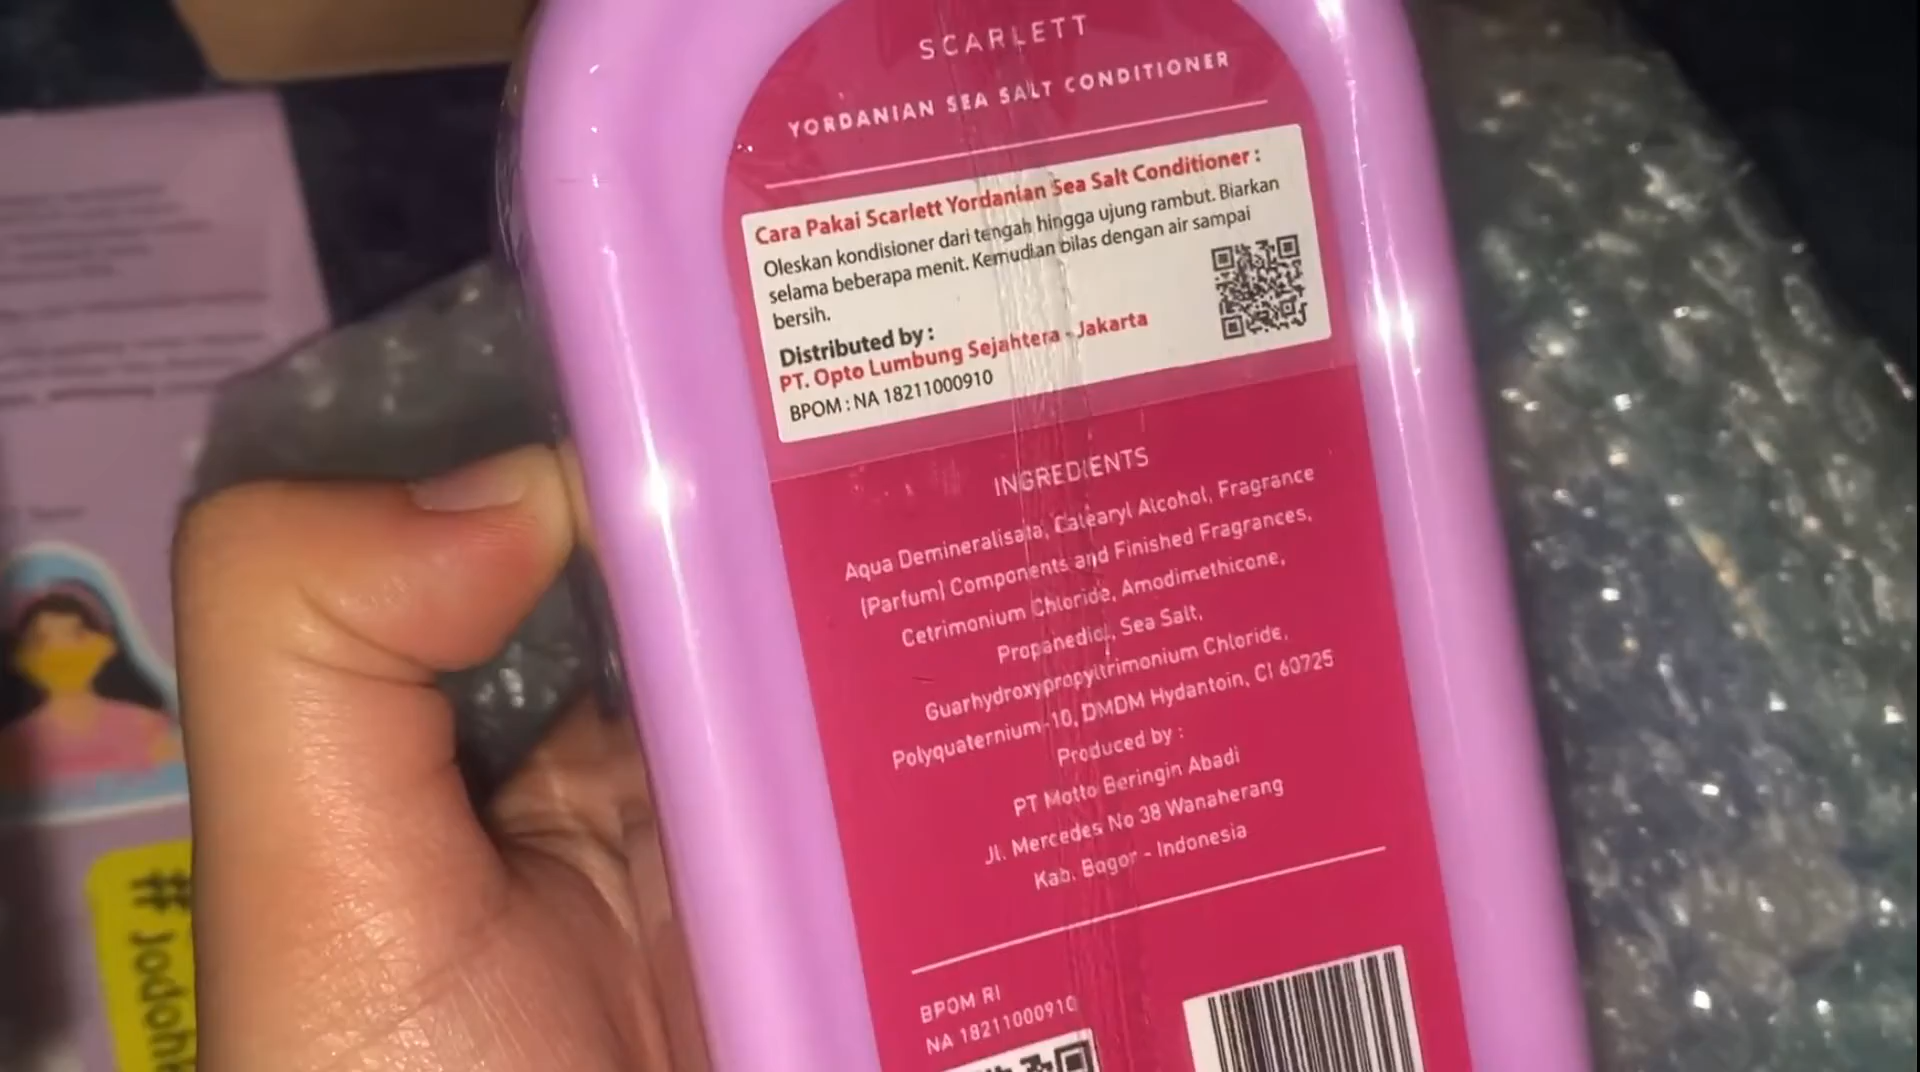 SCARLETT
YORDANIAN SEA SALT CONDITIONER
Cara Pakai Scarlett Yordanian Sea Salt Conditioner :
Oleskan kondisioner dari tengah hingga ujung rambut. Biarkan
selama beberapa menit. Kemudian bilas dengan air sampai
bersih.
Distributed by :
PT. Opto Lumbung Sejahtera - Jakarta
BPOM : NA 18211000910
INGREDIENTS
Aqua Demineralisata, Catearyl Alcohol, Fragrance
(Parfum) Components and Finished Fragrances,
Cetrimonium Chloride, Amodimethicone,
Propanediol, Sea Salt,
Guarhydroxypropyltrimonium Chloride,
Polyquaternium-10, DMDM Hydantoin, CI 60725
Produced by :
PT Motto Beringin Abadi
Jl. Mercedes No 38 Wanaherang
Kab. Bogor - Indonesia
BPOM RI
NA 18211000910